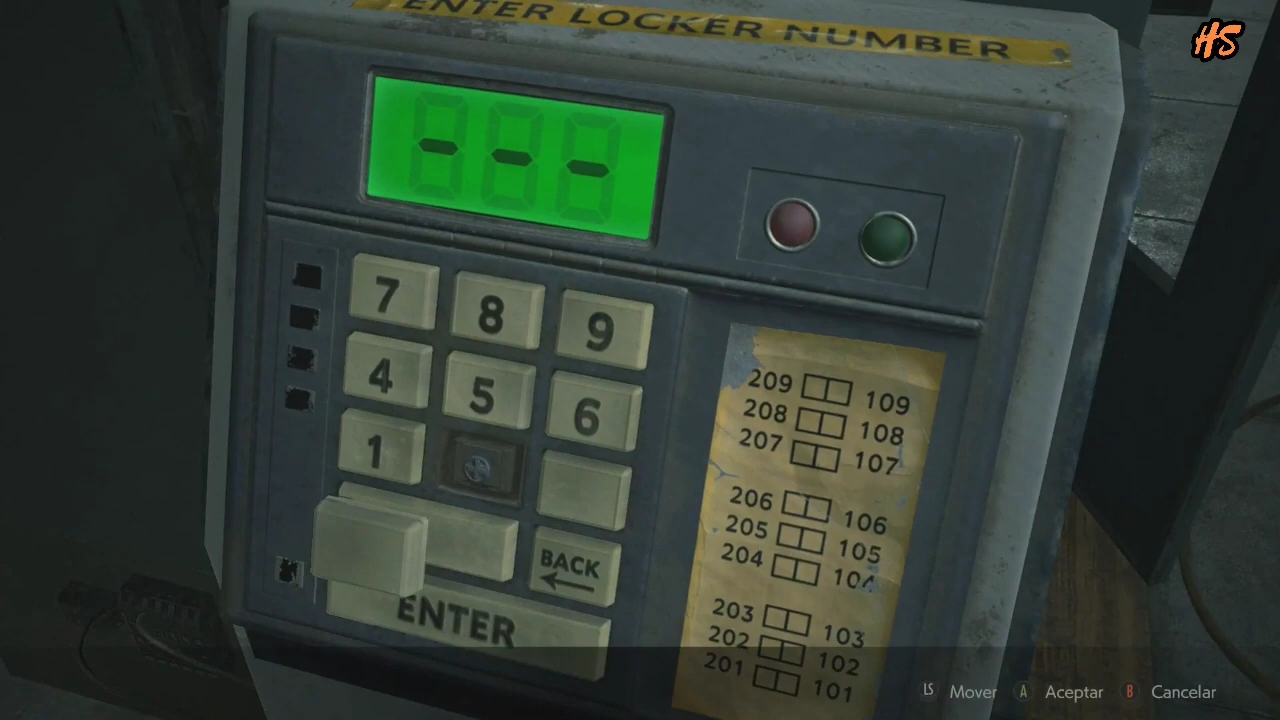 ENTER LOCKER NUMBER
HS
7 8 9
4 5 6
1
BACK
ENTER
209 109
208 108
207 107
206 106
205 105
204 104
203 103
202 102
201 101
LS Mover A Aceptar B Cancelar